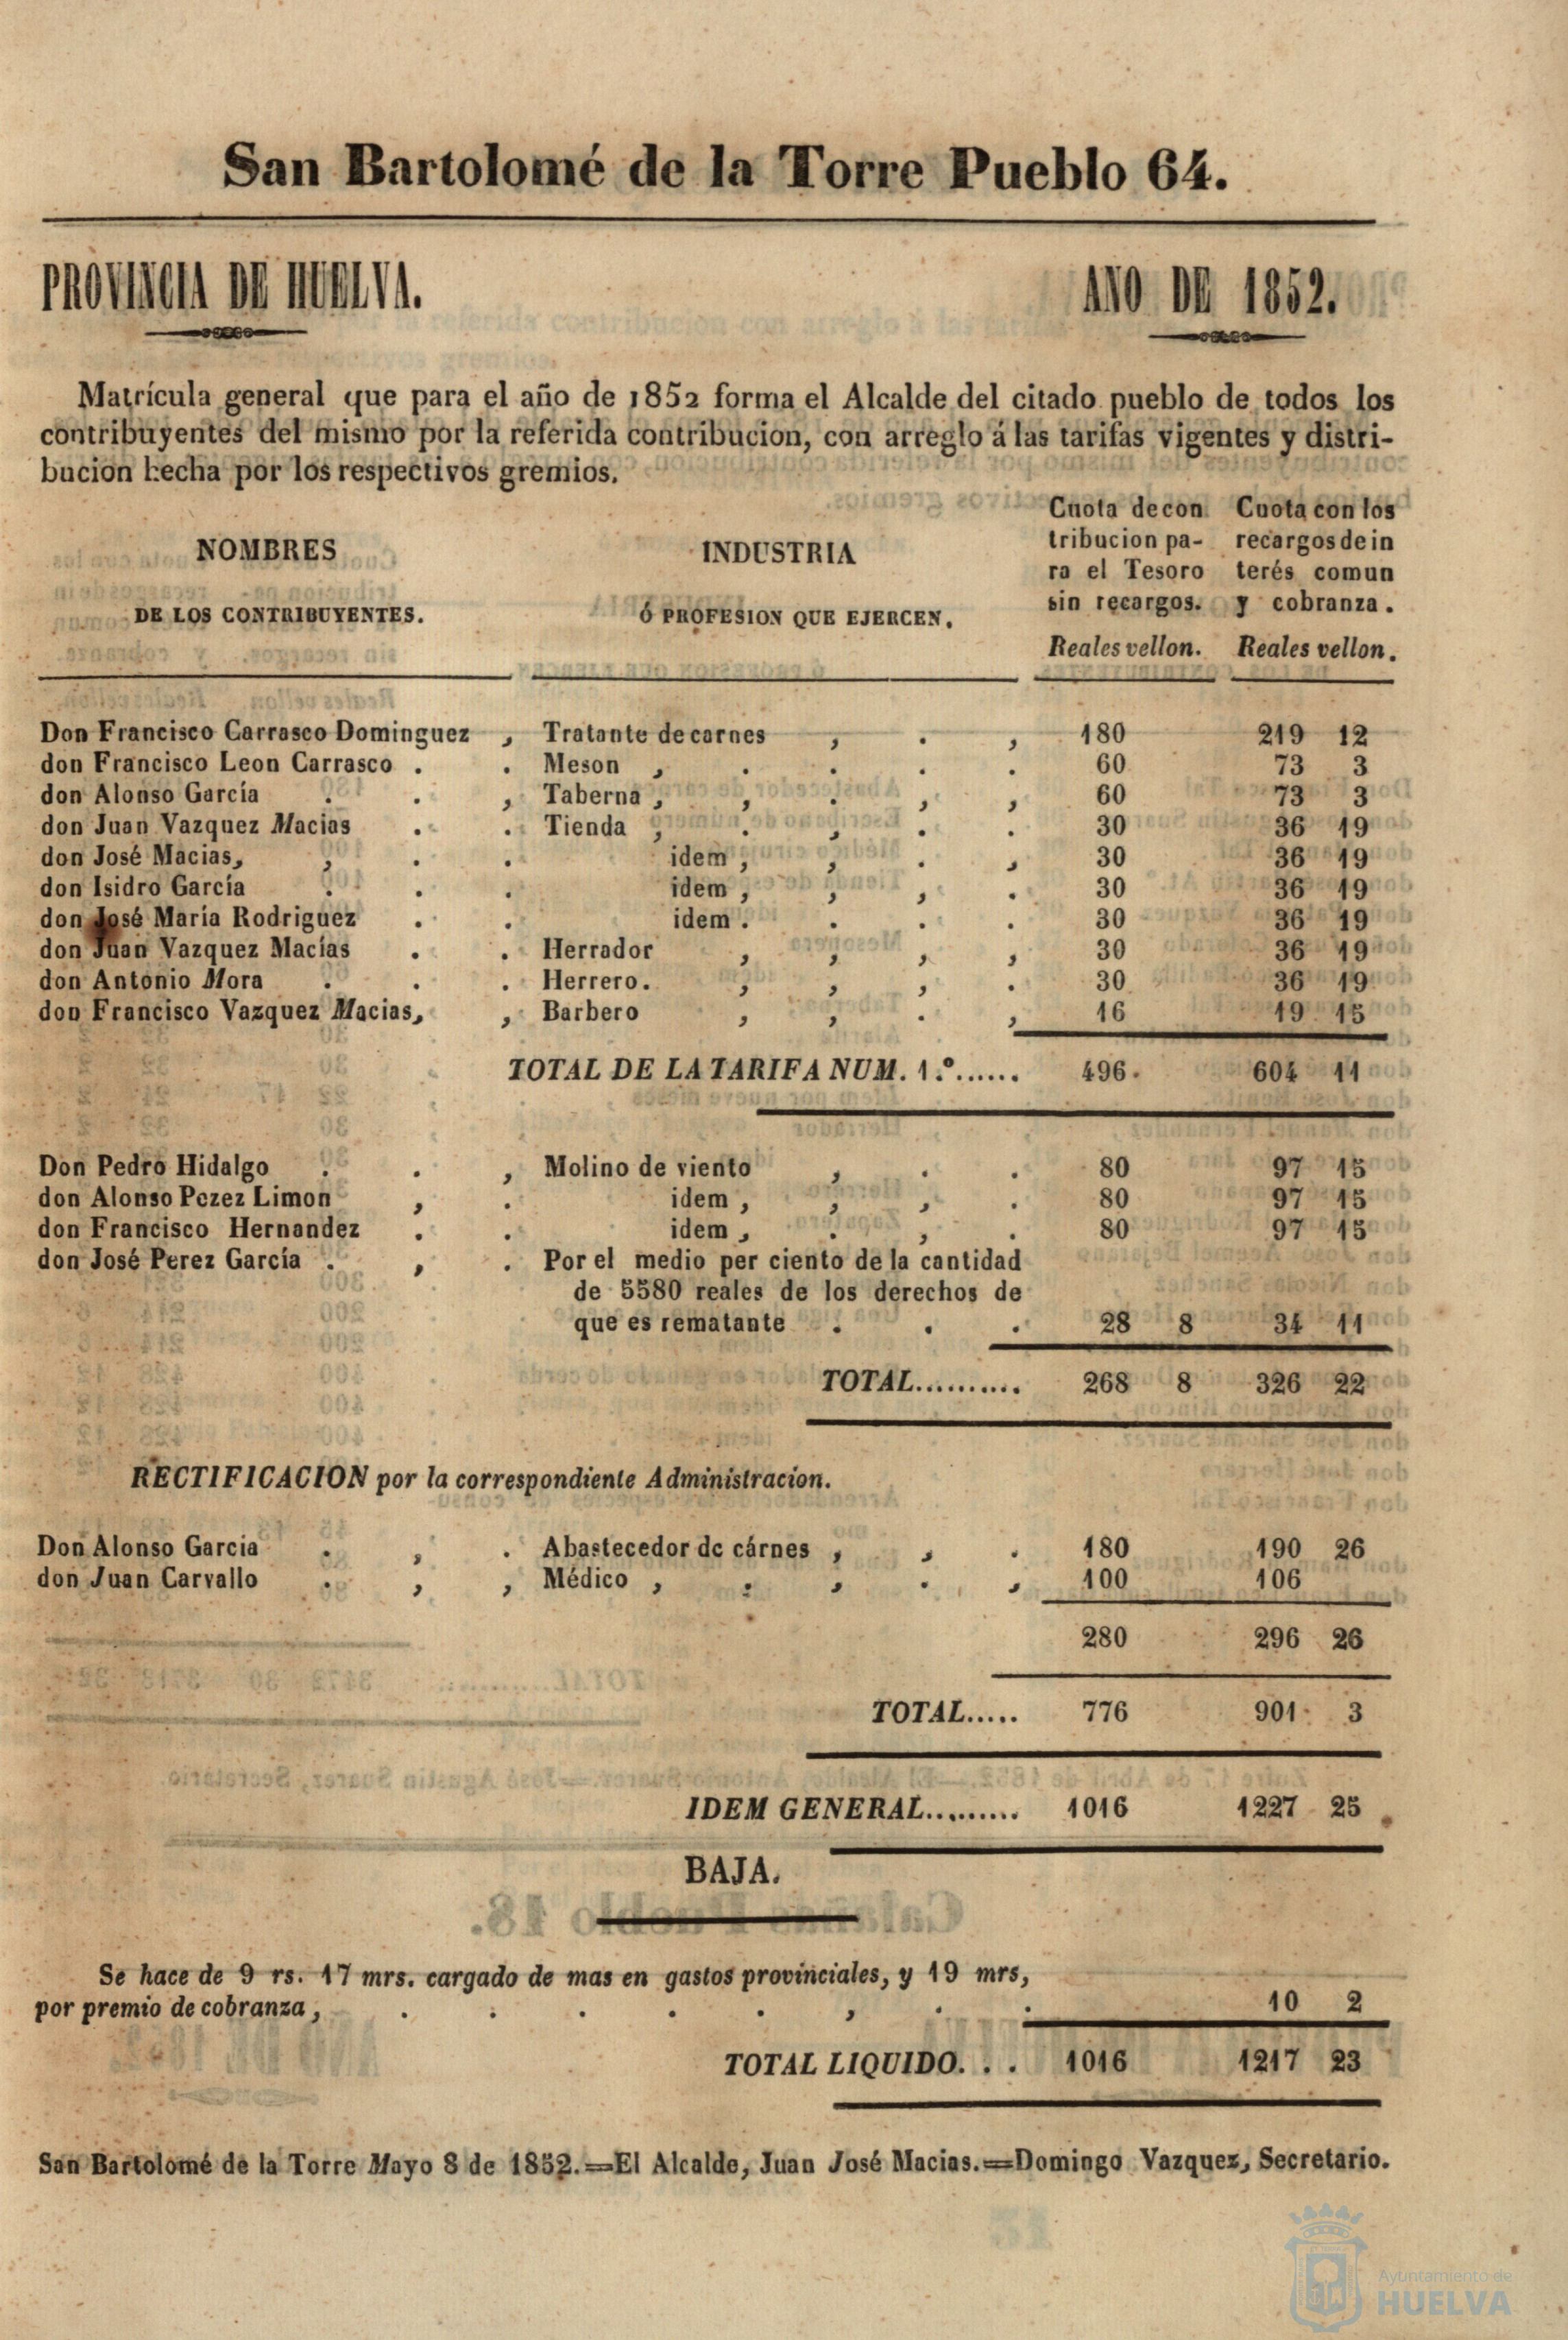 San Bartolomé de la Torre Pueblo 64.
PROVINCIA DE HUELVA. AÑO DE 1852.
Matrícula general que para el año de 1852 forma el Alcalde del citado pueblo de todos los
contribuyentes del mismo por la referida contribucion, con arreglo á las tarifas vigentes y distri-
bucion hecha por los respectivos gremios.
NOMBRES
DE LOS CONTRIBUYENTES.
INDUSTRIA
Ó PROFESION QUE EJERCEN.
Cuota de con
tribucion pa-
ra el Tesoro
sin recargos.
Reales vellon.
Cuota con los
recargos de in
terés comun
y cobranza.
Reales vellon.
Don Francisco Carrasco Dominguez , Tratante de carnes , . , 180 219 12
don Francisco Leon Carrasco . . Meson , . . . . 60 73 3
don Alonso García . . , Taberna , , . , , 60 73 3
don Juan Vazquez Macias . . Tienda , . , . . 30 36 19
don José Macias, , . . idem , , . , 30 36 19
don Isidro García . . . idem , , , . 30 36 19
don José María Rodriguez . . idem . . . . 30 36 19
don Juan Vazquez Macías . . Herrador , , , , 30 36 19
don Antonio Mora . . . Herrero. , , , . 30 36 19
don Francisco Vazquez Macias, , Barbero , , . , 16 19 15
TOTAL DE LA TARIFA NUM. 1.º...... 496. 604 11
Don Pedro Hidalgo . . , Molino de viento , . . 80 97 15
don Alonso Pezez Limon , . idem , , , . 80 97 15
don Francisco Hernandez . . idem , . , . 80 97 15
don José Perez García . , . Por el medio per ciento de la cantidad
de 5580 reales de los derechos de
que es rematante . . . 28 8 34 11
TOTAL.......... 268 8 326 22
RECTIFICACION por la correspondiente Administracion.
Don Alonso Garcia . , . Abastecedor de cárnes , , . 180 190 26
don Juan Carvallo . , , Médico , . , . , 100 106
280 296 26
TOTAL..... 776 901 3
IDEM GENERAL......... 1016 1227 25
BAJA.
Se hace de 9 rs. 17 mrs. cargado de mas en gastos provinciales, y 19 mrs,
por premio de cobranza , . . . . . , . . 10 2
TOTAL LIQUIDO. . . 1016 1217 23
San Bartolomé de la Torre Mayo 8 de 1852.=El Alcalde, Juan José Macias.=Domingo Vazquez, Secretario.
Ayuntamiento de
HUELVA